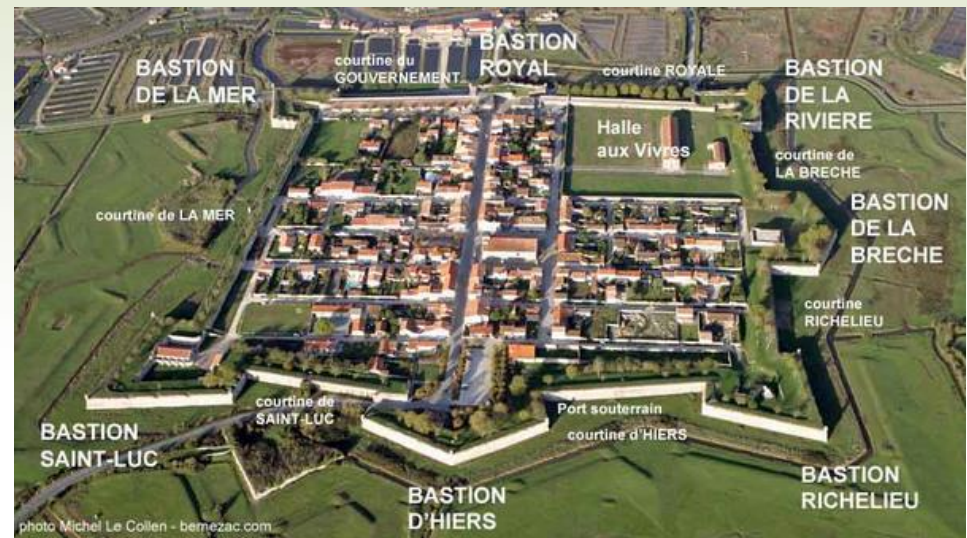 BASTION
DE LA MER
courtine du
GOUVERNEMENT
BASTION
ROYAL
courtine ROYALE
BASTION
DE LA
RIVIERE
Halle
aux Vivres
courtine de
LA BRECHE
courtine de LA MER
BASTION
DE LA
BRECHE
courtine
RICHELIEU
courtine de
SAINT-LUC
Port souterrain
courtine d'HIERS
BASTION
SAINT-LUC
BASTION
D'HIERS
BASTION
RICHELIEU
photo Michel Le Collen - bernezac.com